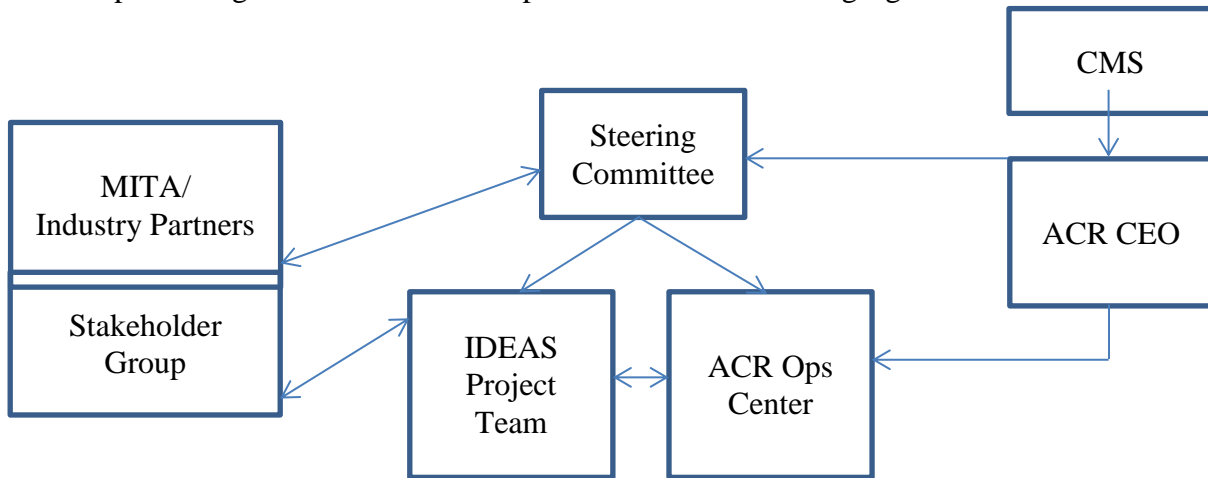 CMS
Steering
Committee
MITA/
Industry Partners
ACR CEO
Stakeholder
Group
IDEAS
Project
Team
ACR Ops
Center